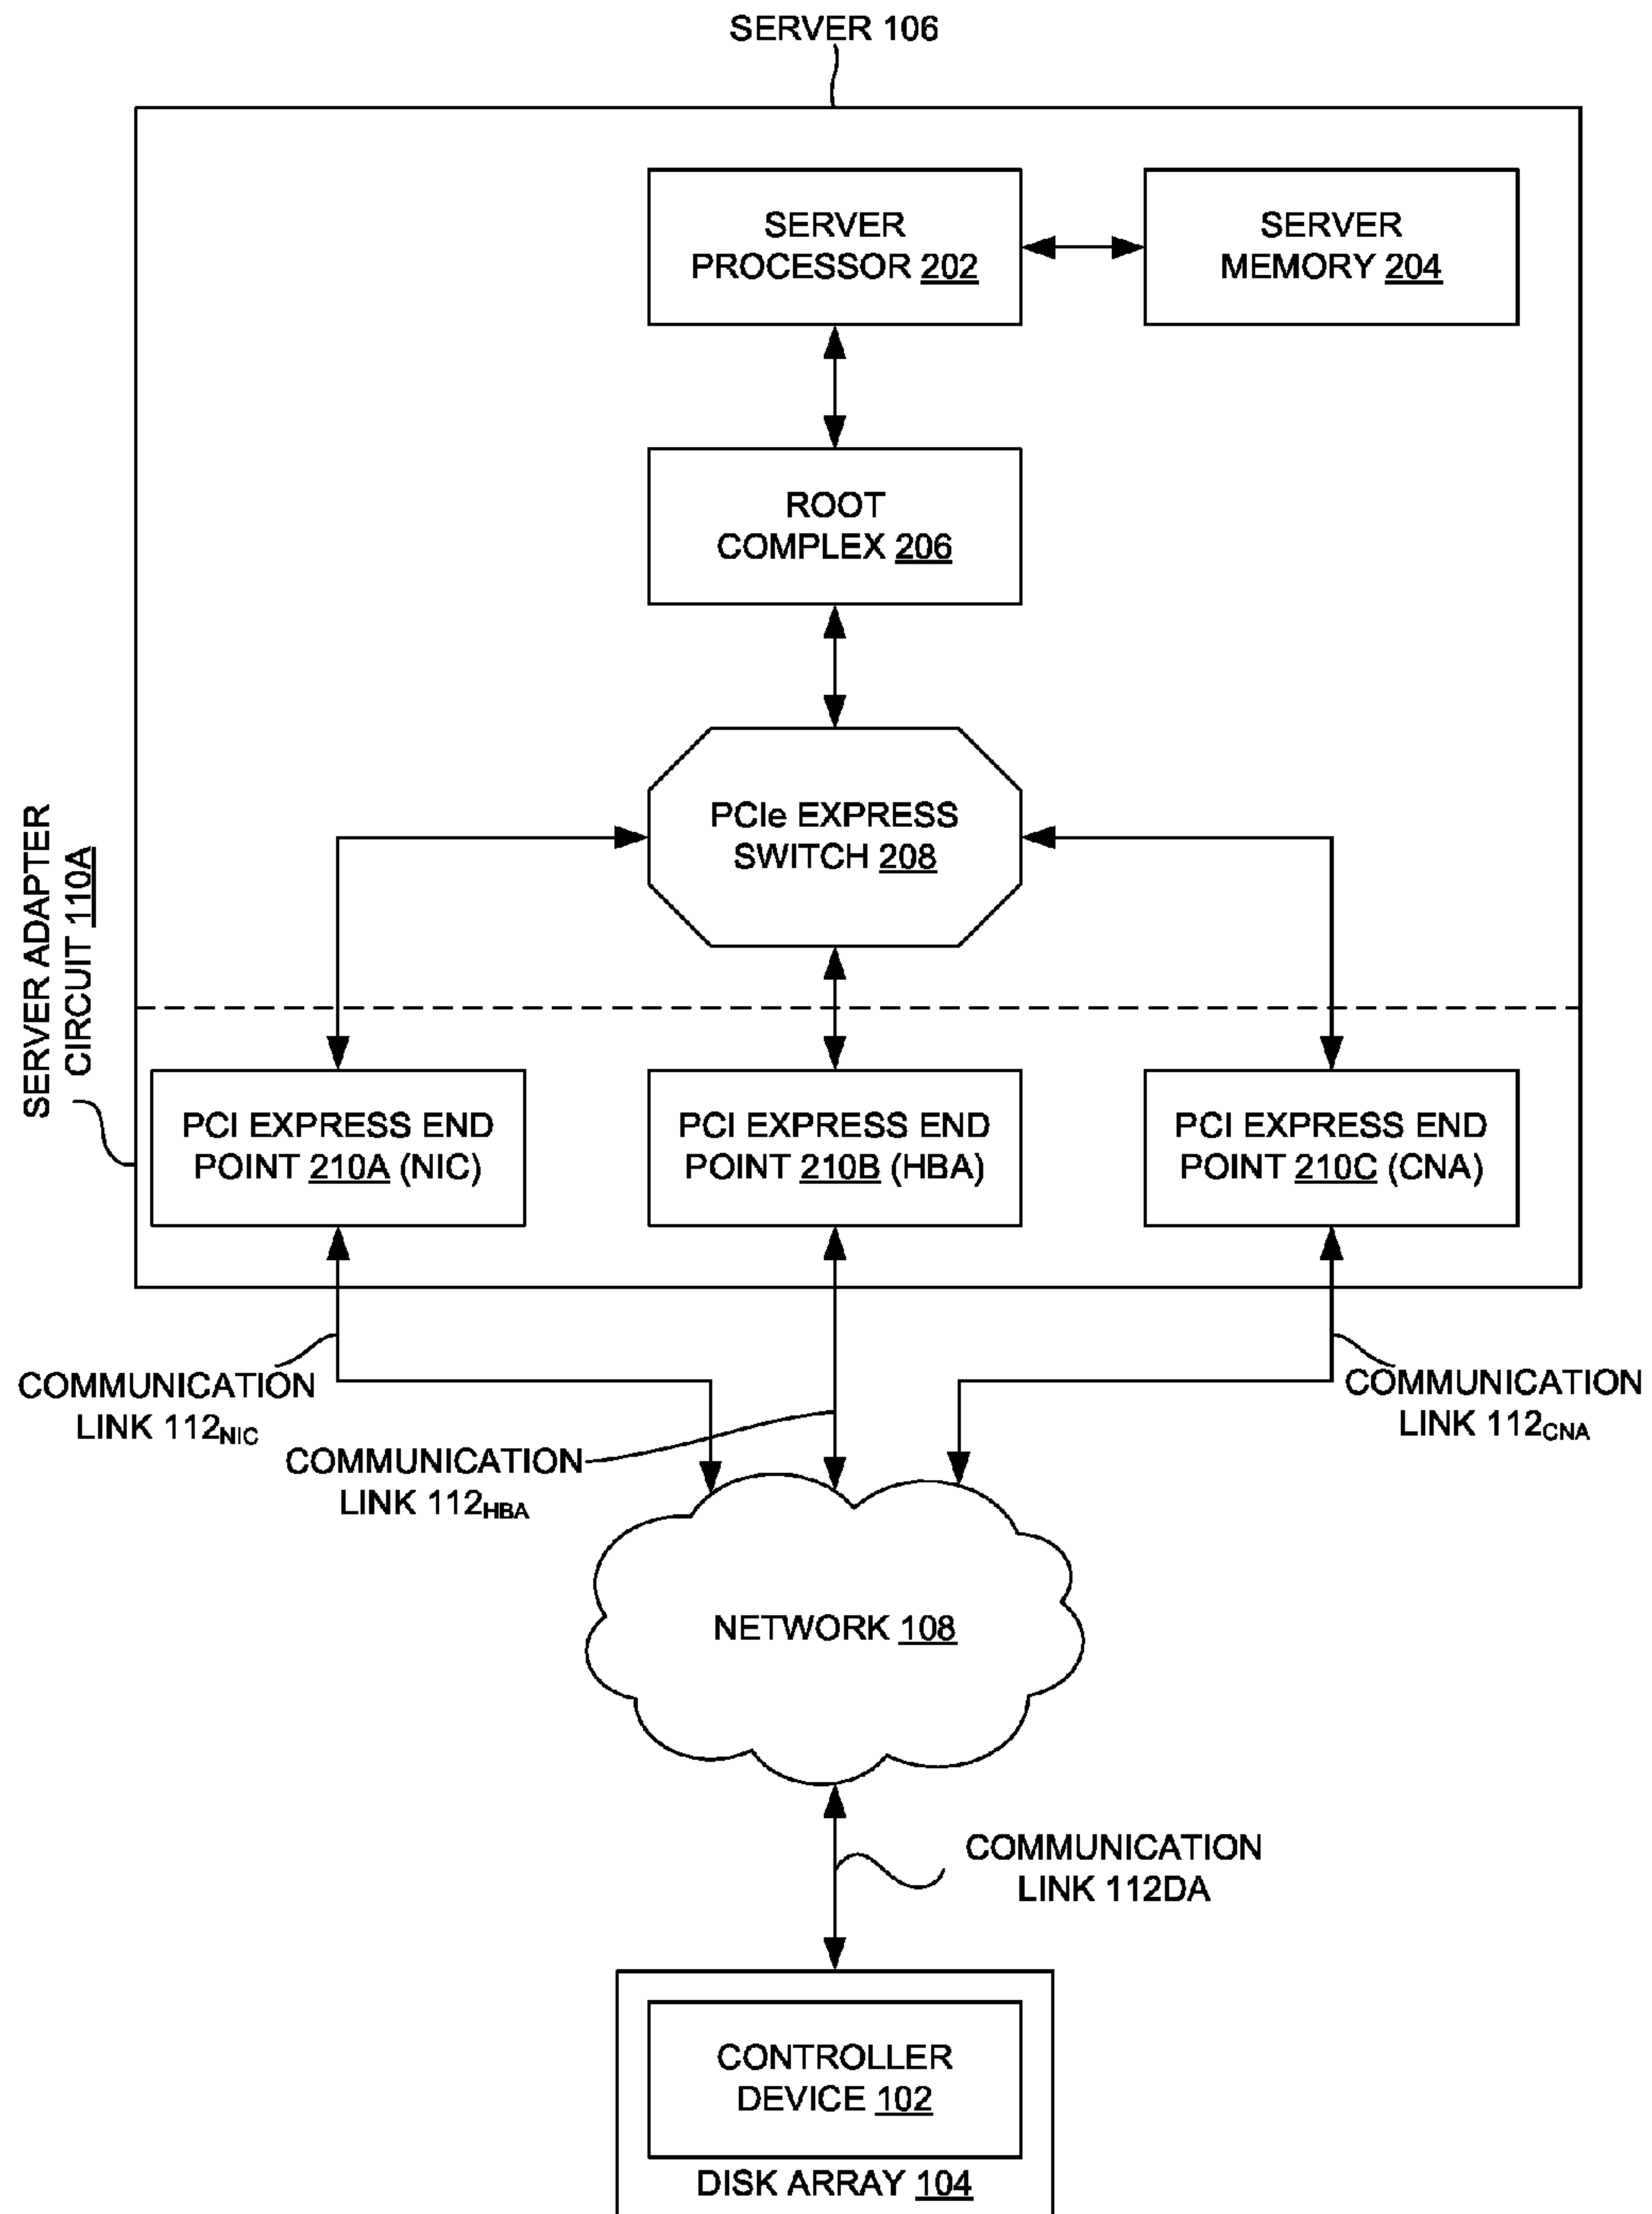 SERVER 106
SERVER
PROCESSOR 202
SERVER
MEMORY 204
ROOT
COMPLEX 206
PCIe EXPRESS
SWITCH 208
SERVER ADAPTER
CIRCUIT 110A
PCI EXPRESS END
POINT 210A (NIC)
PCI EXPRESS END
POINT 210B (HBA)
PCI EXPRESS END
POINT 210C (CNA)
COMMUNICATION
LINK 112NIC
COMMUNICATION
LINK 112HBA
COMMUNICATION
LINK 112CNA
NETWORK 108
COMMUNICATION
LINK 112DA
CONTROLLER
DEVICE 102
DISK ARRAY 104